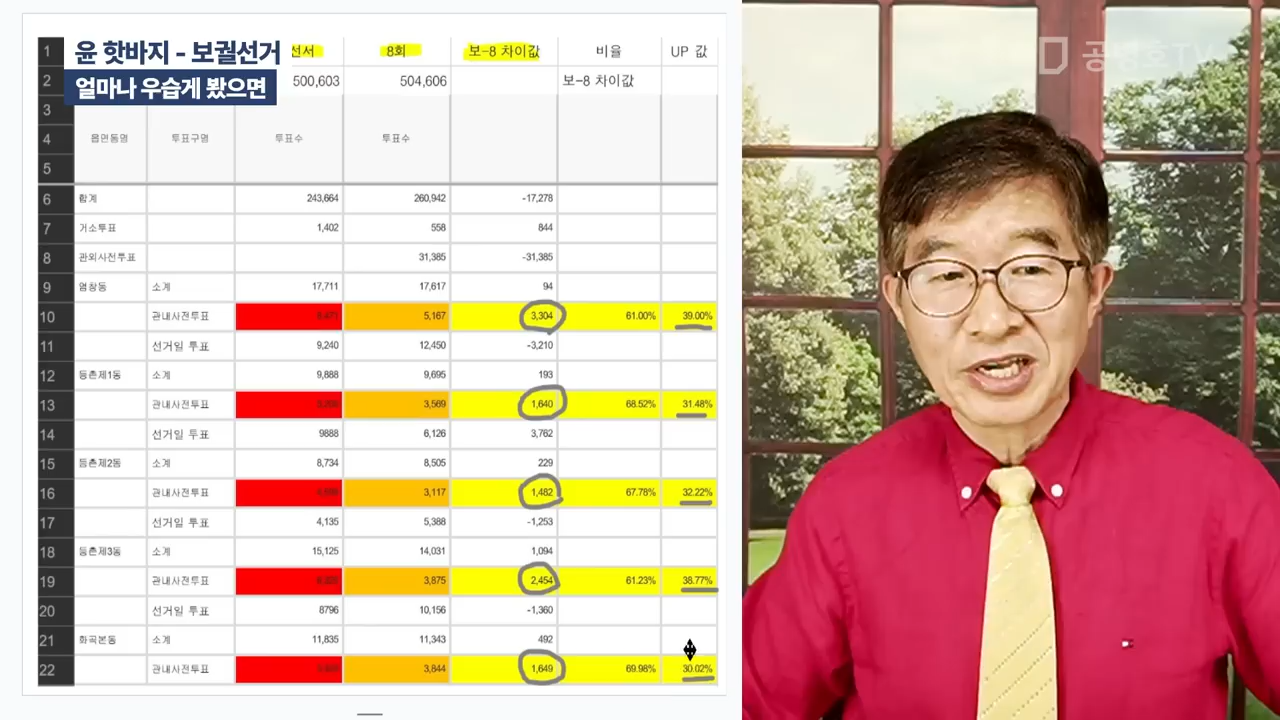 윤 핫바지 - 보궐선거
얼마나 우습게 봤으면
공병호TV
1 선서 8회 보-8 차이값 비율 UP 값
2 500,603 504,606 보-8 차이값
3
4 읍면동명 투표구명 투표수 투표수
5
6 합계 243,664 260,942 -17,278
7 거소투표 1,402 558 844
8 관외사전투표 31,385 -31,385
9 염창동 소계 17,711 17,617 94
10 관내사전투표 5,167 3,304 61.00% 39.00%
11 선거일 투표 9,240 12,450 -3,210
12 등촌제1동 소계 9,888 9,695 193
13 관내사전투표 3,569 1,640 68.52% 31.48%
14 선거일 투표 9888 6,126 3,762
15 등촌제2동 소계 8,734 8,505 229
16 관내사전투표 3,117 1,482 67.78% 32.22%
17 선거일 투표 4,135 5,388 -1,253
18 등촌제3동 소계 15,125 14,031 1,094
19 관내사전투표 3,875 2,454 61.23% 38.77%
20 선거일 투표 8796 10,156 -1,360
21 화곡본동 소계 11,835 11,343 492
22 관내사전투표 3,844 1,649 69.98% 30.02%